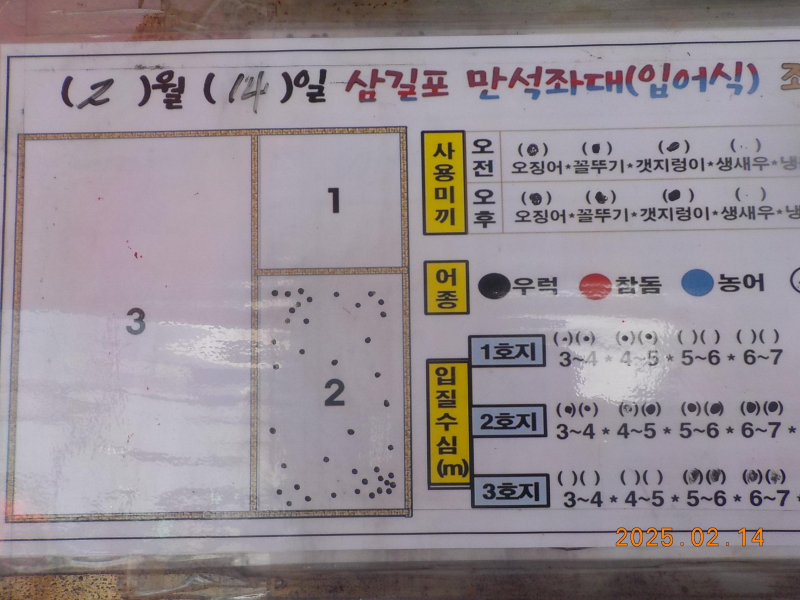 ( 2 )월 ( 14 )일 삼길포 만석좌대(입어식)
사용미끼
오전
오징어*꼴뚜기*갯지렁이*생새우*냉
오후
오징어*꼴뚜기*갯지렁이*생새우*냉
어종
우럭 참돔 농어
입질수심(m)
1호지
3~4 * 4~5 * 5~6 * 6~7
2호지
3~4 * 4~5 * 5~6 * 6~7 *
3호지
3~4 * 4~5 * 5~6 * 6~7 *
1
2
3
2025.02.14